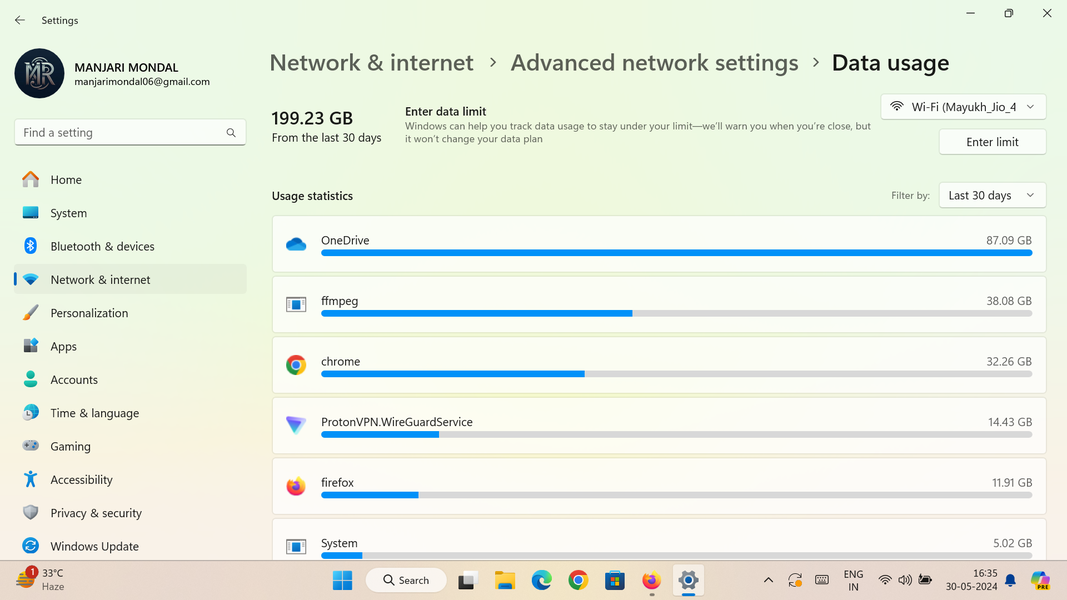 Settings
MANJARI MONDAL
manjarimondal06@gmail.com
Find a setting
Home
System
Bluetooth & devices
Network & internet
Personalization
Apps
Accounts
Time & language
Gaming
Accessibility
Privacy & security
Windows Update
Network & internet › Advanced network settings › Data usage
199.23 GB
From the last 30 days
Enter data limit
Windows can help you track data usage to stay under your limit—we'll warn you when you're close, but
it won't change your data plan
Wi-Fi (Mayukh_Jio_4
Enter limit
Usage statistics
Filter by: Last 30 days
OneDrive 87.09 GB
ffmpeg 38.08 GB
chrome 32.26 GB
ProtonVPN.WireGuardService 14.43 GB
firefox 11.91 GB
System 5.02 GB
1
33°C
Haze
Search
ENG
IN
16:35
30-05-2024
PRE